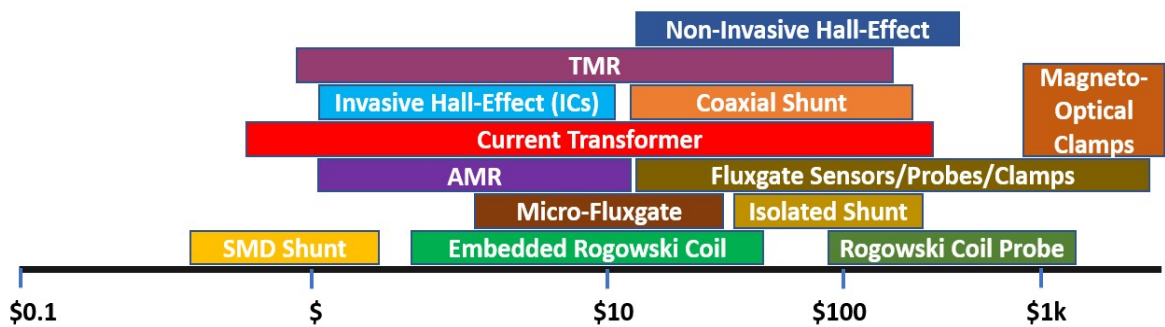 Non-Invasive Hall-Effect
TMR
Magneto-
Optical
Clamps
Invasive Hall-Effect (ICs)
Coaxial Shunt
Current Transformer
AMR
Fluxgate Sensors/Probes/Clamps
Micro-Fluxgate
Isolated Shunt
SMD Shunt
Embedded Rogowski Coil
Rogowski Coil Probe
$0.1
$
$10
$100
$1k